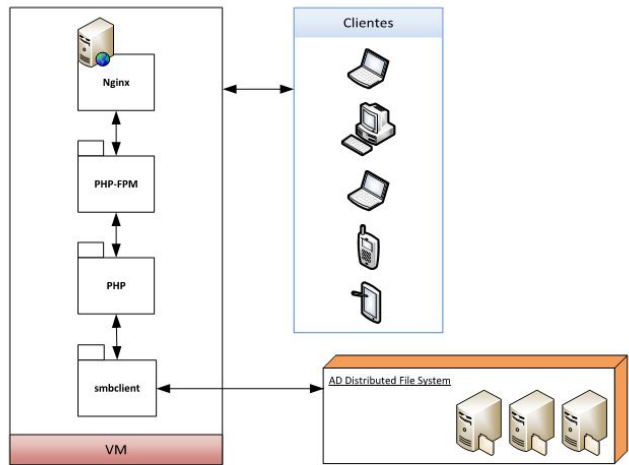 Clientes
Nginx
PHP-FPM
PHP
smbclient
AD Distributed File System
VM